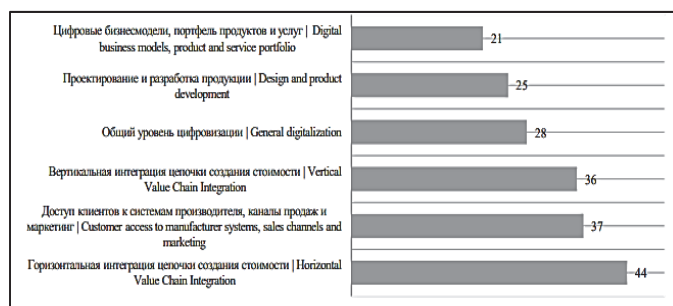 Цифровые бизнесмодели, портфель продуктов и услуг | Digital
business models, product and service portfolio
21
Проектирование и разработка продукции | Design and product
development
25
Общий уровень цифровизации | General digitalization
28
Вертикальная интеграция цепочки создания стоимости | Vertical
Value Chain Integration
36
Доступ клиентов к системам производителя, каналы продаж и
маркетинг | Customer access to manufacturer systems, sales channels and
marketing
37
Горизонтальная интеграция цепочки создания стоимости | Horizontal
Value Chain Integration
44